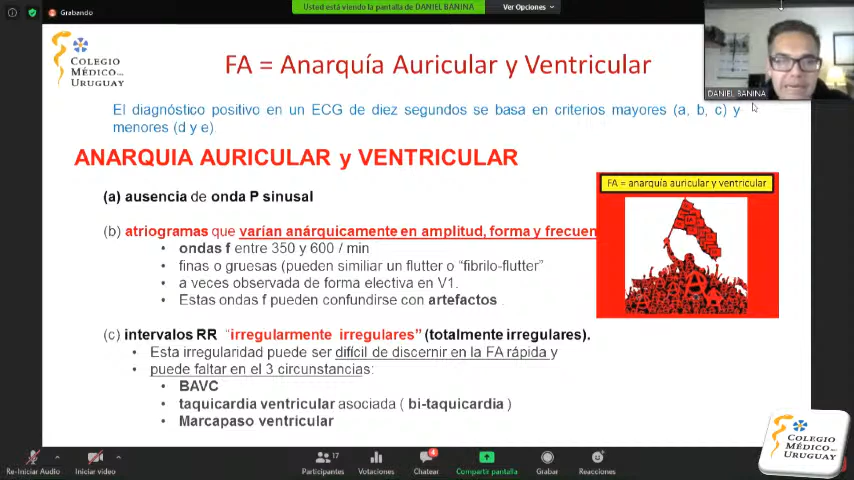 Grabando
Usted está viendo la pantalla de DANIEL BANINA
Ver Opciones
COLEGIO
MÉDICO DEL
URUGUAY
FA = Anarquía Auricular y Ventricular
DANIEL BANINA
El diagnóstico positivo en un ECG de diez segundos se basa en criterios mayores (a, b, c) y
menores (d y e).
ANARQUIA AURICULAR y VENTRICULAR
(a) ausencia de onda P sinusal
FA = anarquía auricular y ventricular
(b) atriogramas que varían anárquicamente en amplitud, forma y frecuen
• ondas f entre 350 y 600 / min
• finas o gruesas (pueden similiar un flutter o “fibrilo-flutter”
• a veces observada de forma electiva en V1.
• Estas ondas f pueden confundirse con artefactos .
(c) intervalos RR “irregularmente irregulares” (totalmente irregulares).
• Esta irregularidad puede ser difícil de discernir en la FA rápida y
• puede faltar en el 3 circunstancias:
• BAVC
• taquicardia ventricular asociada ( bi-taquicardia )
• Marcapaso ventricular
COLEGIO
MÉDICO DEL
URUGUAY
Re-Iniciar Audio
Iniciar video
17
Participantes
Votaciones
4
Chatear
Compartir pantalla
Grabar
Reacciones